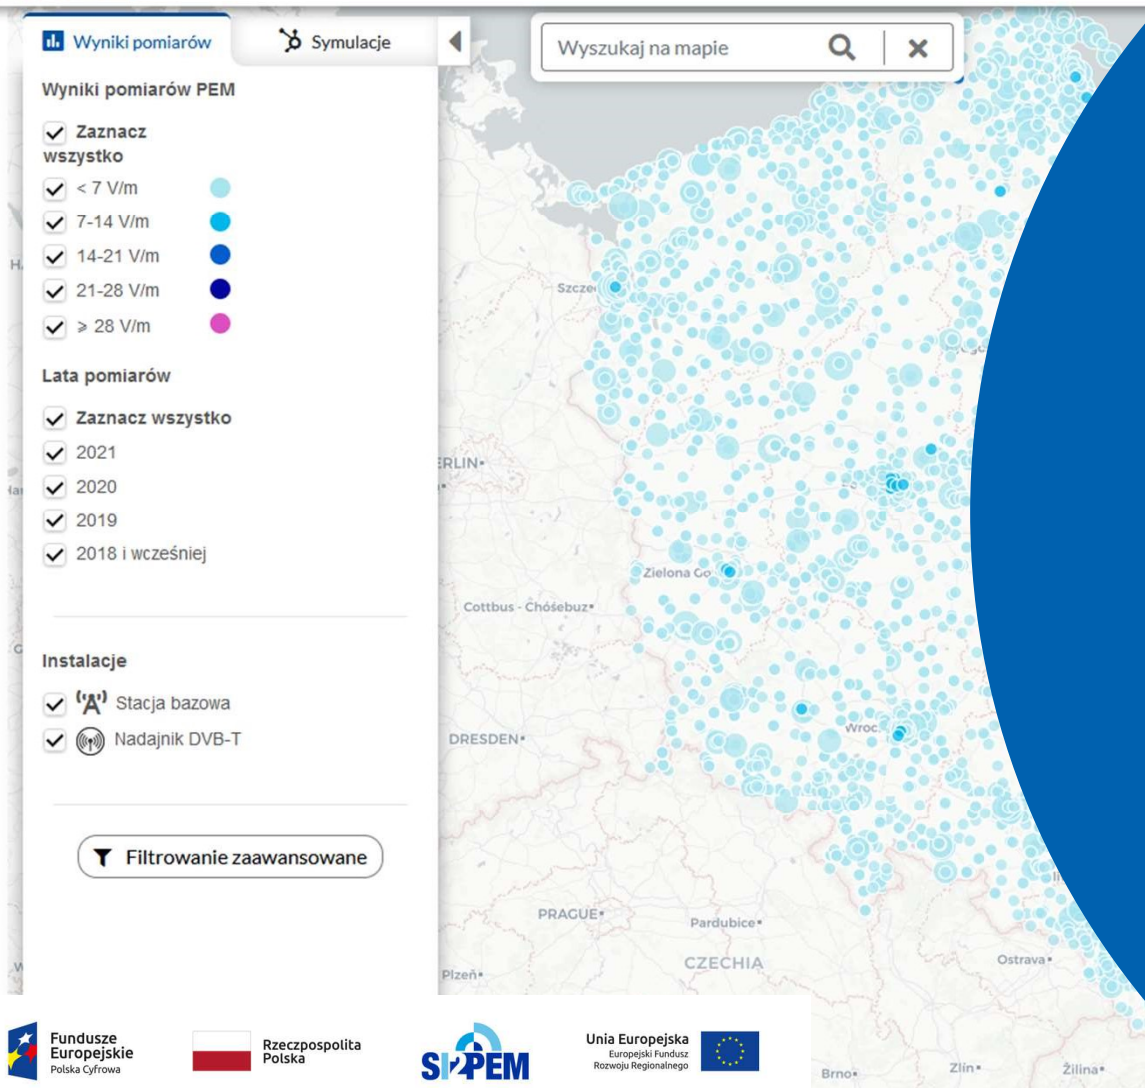 Wyniki pomiarów
Symulacje
Wyszukaj na mapie
Wyniki pomiarów PEM
Zaznacz
wszystko
< 7 V/m
7-14 V/m
14-21 V/m
21-28 V/m
⩾ 28 V/m
Lata pomiarów
Zaznacz wszystko
2021
2020
2019
2018 i wcześniej
Instalacje
Stacja bazowa
Nadajnik DVB-T
Filtrowanie zaawansowane
Szcze
ERLIN
Zielona Go
Cottbus - Chóśebuz
DRESDEN
Wroc
PRAGUE
Pardubice
CZECHIA
Ostrava
Plzeň
Brno
Zlín
Žilina
Fundusze
Europejskie
Polska Cyfrowa
Rzeczpospolita
Polska
SI2PEM
Unia Europejska
Europejski Fundusz
Rozwoju Regionalnego